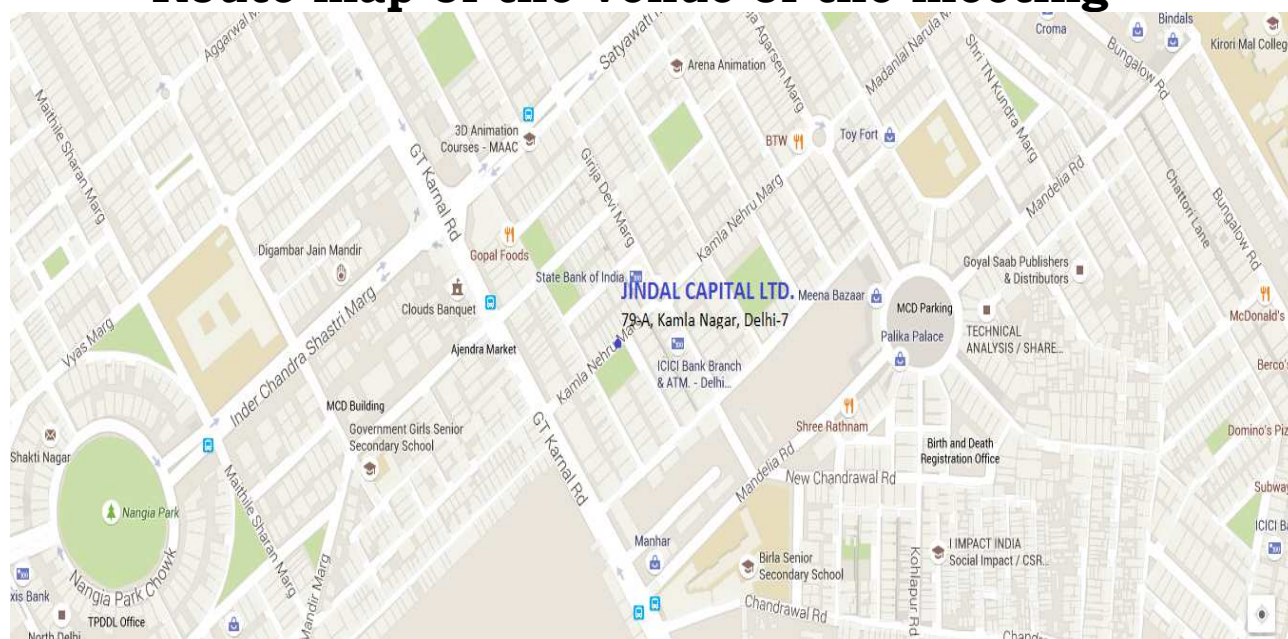 Route map of the venue of the meeting
Bindals
Croma
Kirori Mal Colleg
Aggarwal M
Satyawati
Agarsen Marg
Madanlal Narula M
Shri TN Kundra Marg
Bungalow Rd
Arena Animation
Maithile Sharan Marg
3D Animation
Courses - MAAC
GT Karnal Rd
BTW
Toy Fort
Girija Devi Marg
Kamla Nehru Marg
Mandelia Rd
Chattori Lane
Bungalow Rd
Digambar Jain Mandir
Gopal Foods
State Bank of India
Goyal Saab Publishers
& Distributors
JINDAL CAPITAL LTD.
Meena Bazaar
79-A, Kamla Nagar, Delhi-7
MCD Parking
McDonald's
Clouds Banquet
Vyas Marg
Inder Chandra Shastri Marg
Palika Palace
TECHNICAL
ANALYSIS / SHARE...
Ajendra Market
Kamla Nehru Mar
ICICI Bank Branch
& ATM. - Delhi...
Berco's
MCD Building
Government Girls Senior
Secondary School
GT Karnal Rd
Shree Rathnam
Birth and Death
Registration Office
Domino's Piz
Shakti Nagar
Maithile Sharan Marg
Mandelia Rd
New Chandrawal Rd
Subway
Nangia Park
ICICI Ba
Manhar
Birla Senior
Secondary School
Kohlapur Rd
I IMPACT INDIA
Social Impact / CSR...
xis Bank
Nangia Park Chowk
Mandir Marg
TPDDL Office
Chandrawal Rd
North Delhi
Chand